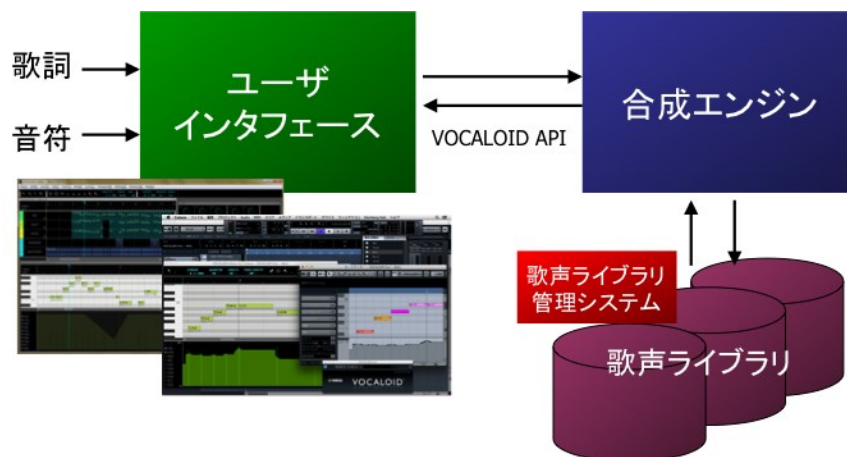 歌詞
音符
ユーザ
インタフェース
VOCALOID API
合成エンジン
歌声ライブラリ
管理システム
歌声ライブラリ
VOCALOID